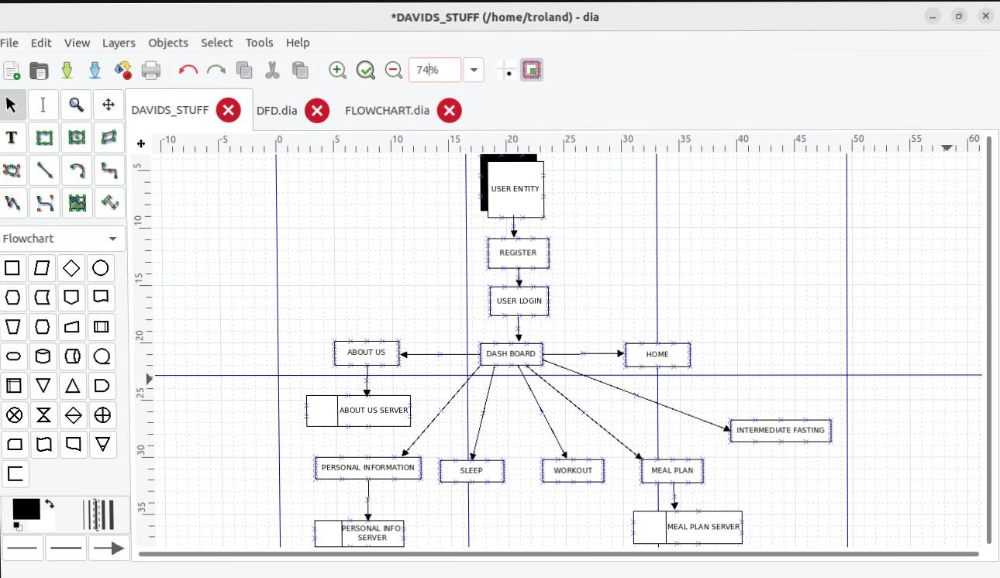 *DAVIDS_STUFF (/home/troland) - dia
File Edit View Layers Objects Select Tools Help
74%
DAVIDS_STUFF DFD.dia FLOWCHART.dia
T
-10 -5 0 5 10 15 20 25 30 35 40 45 50 55 60
5
10
15
20
25
30
35
Flowchart
USER ENTITY
REGISTER
USER LOGIN
ABOUT US
DASH BOARD
HOME
ABOUT US SERVER
INTERMEDIATE FASTING
PERSONAL INFORMATION
SLEEP
WORKOUT
MEAL PLAN
PERSONAL INFO
SERVER
MEAL PLAN SERVER